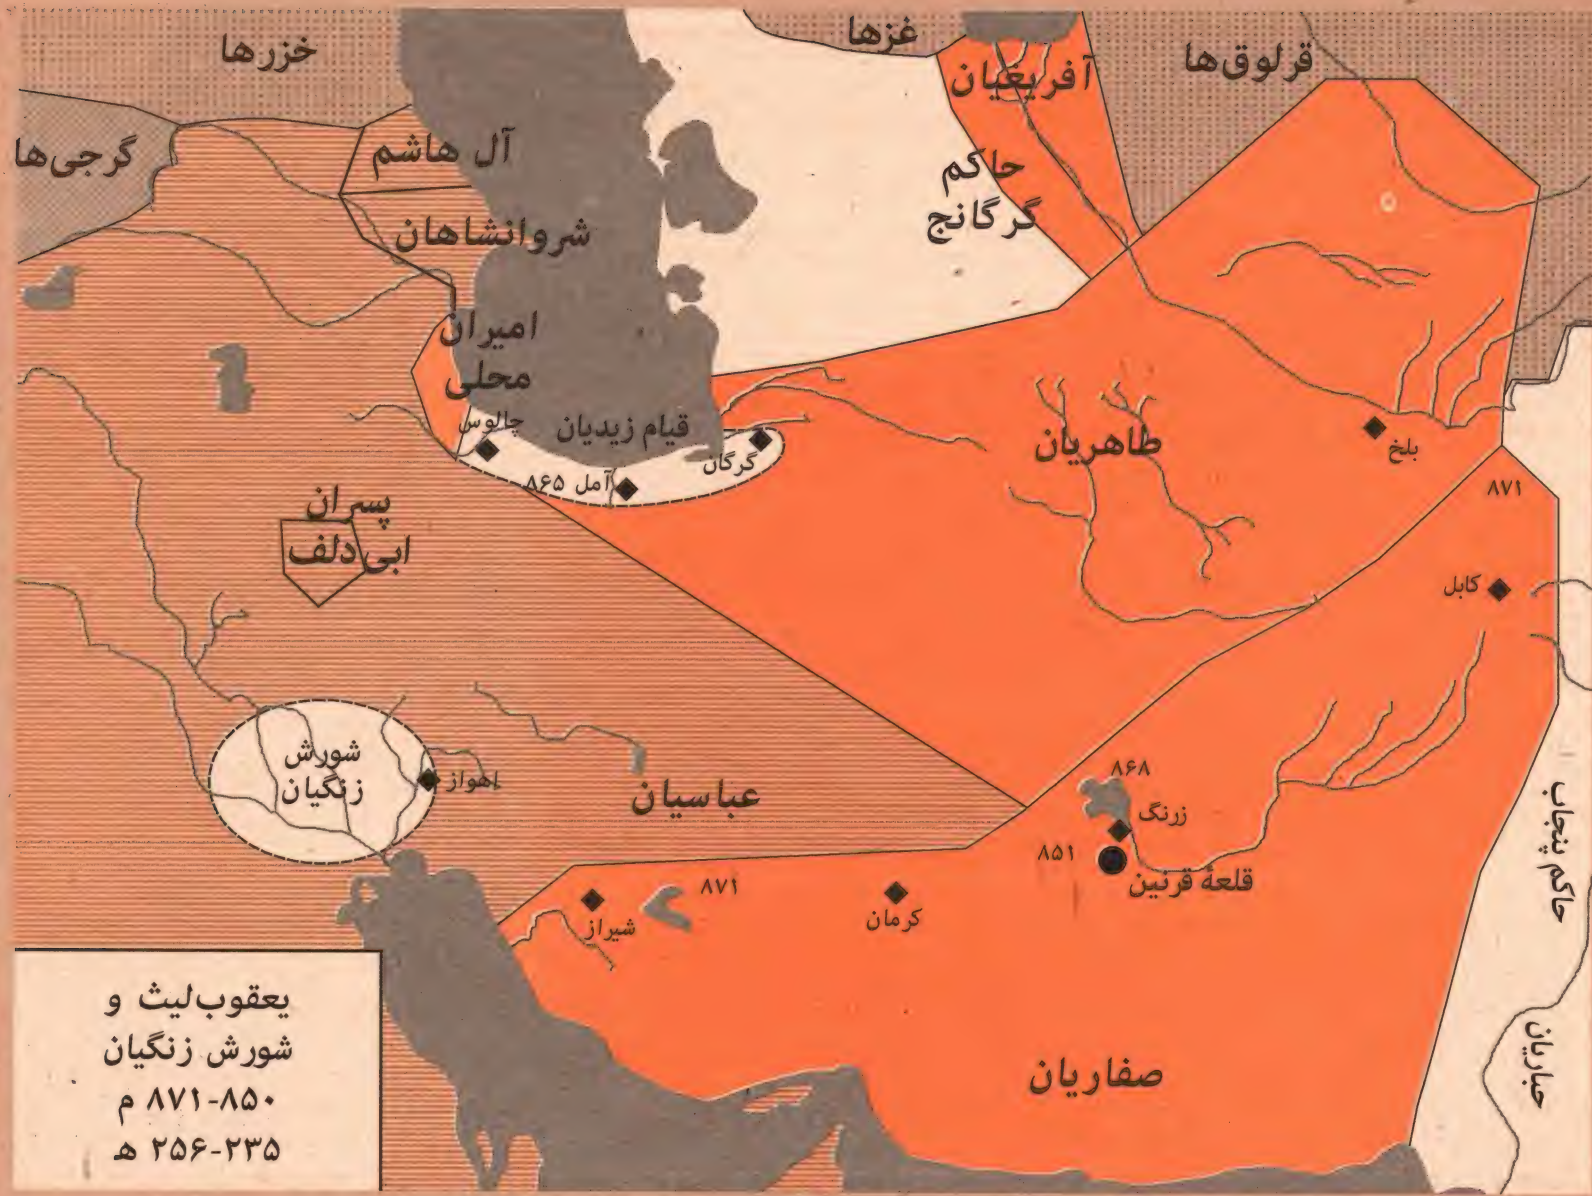 خزرها
غزها
قرلوق‌ها
آفریغیان
گرجی‌ها
آل هاشم
حاکم
گرگانج
شروانشاهان
امیران
محلی
چالوس
قیام زیدیان
گرگان
آمل ۸۶۵
طاهریان
بلخ
۸۷۱
پسران
ابی دلف
کابل
شورش
زنگیان
اهواز
عباسیان
۸۶۸
زرنگ
۸۵۱
قلعهٔ قرنین
حاکم پنجاب
۸۷۱
شیراز
کرمان
صفاریان
حباریان
یعقوب‌لیث و
شورش زنگیان
۸۵۰-۸۷۱ م
۲۳۵-۲۵۶ ه